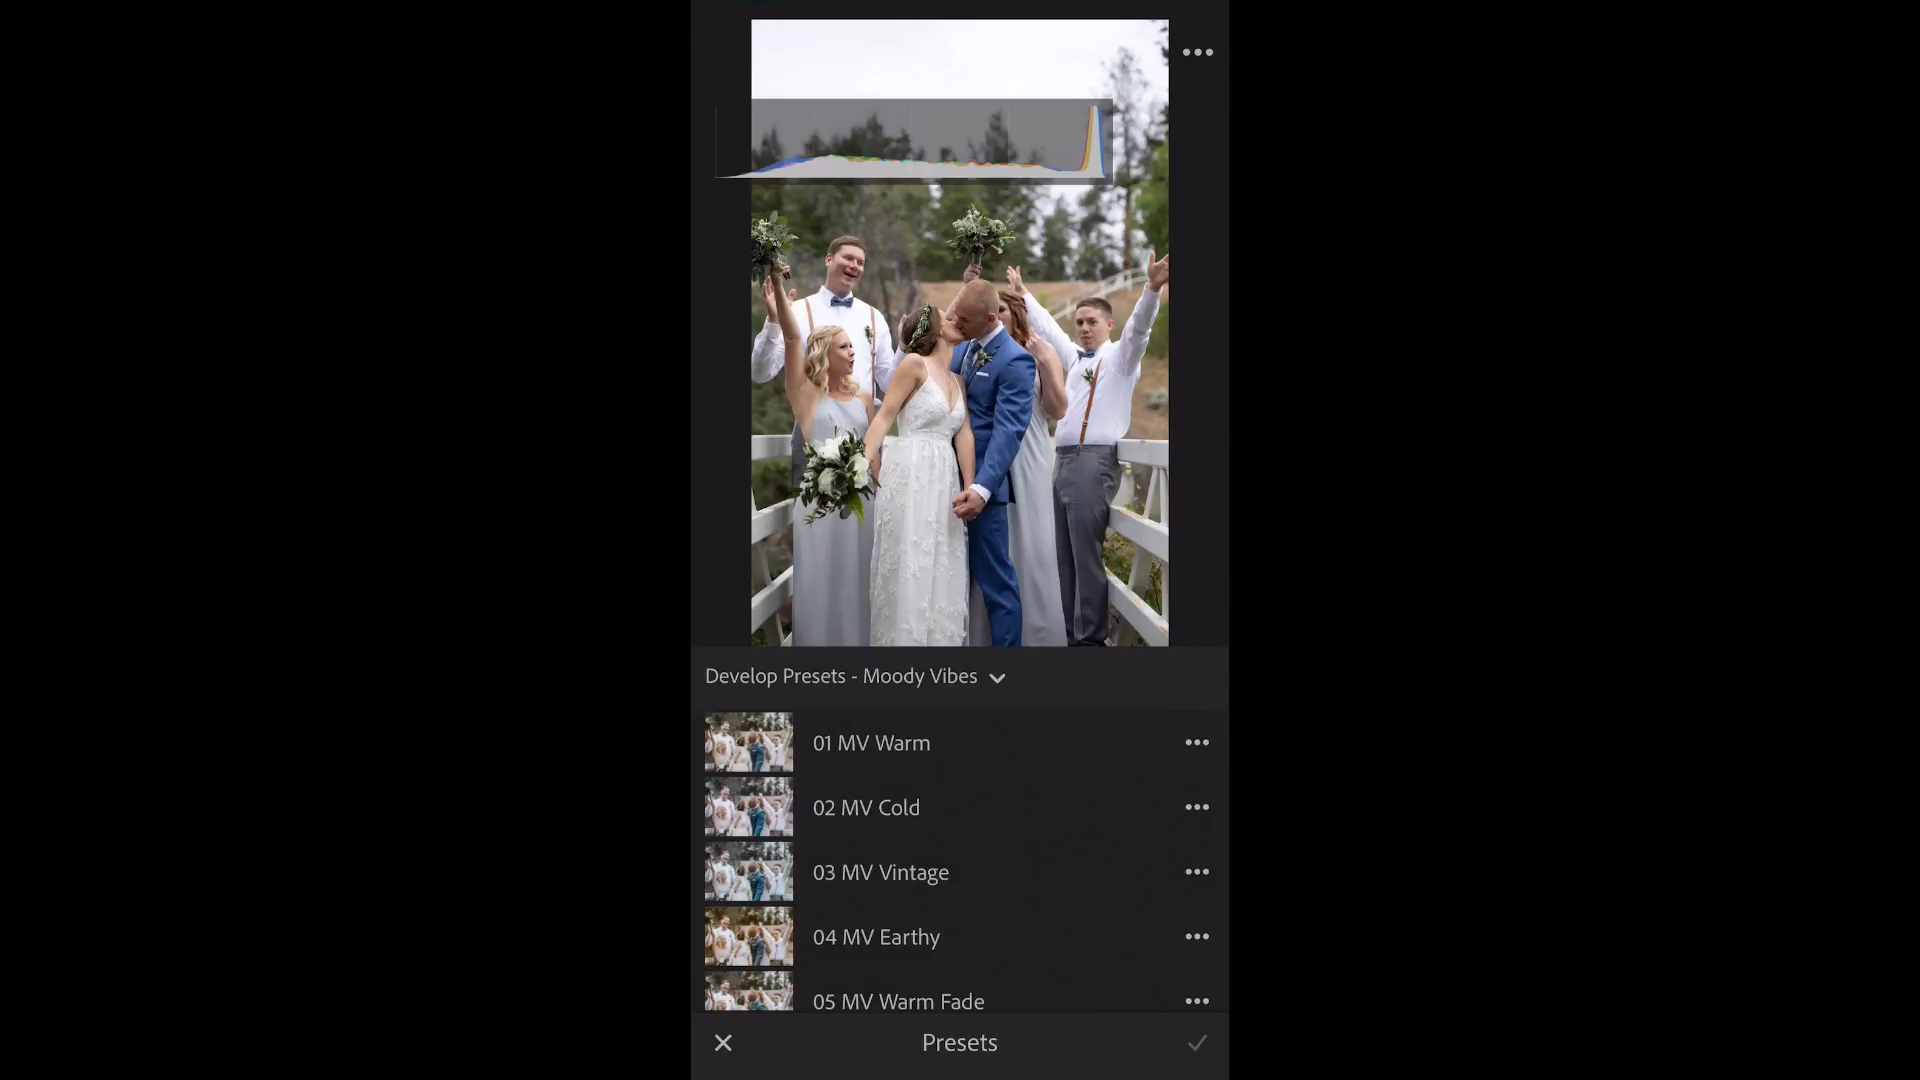 Develop Presets - Moody Vibes
01 MV Warm
02 MV Cold
03 MV Vintage
04 MV Earthy
05 MV Warm Fade
Presets